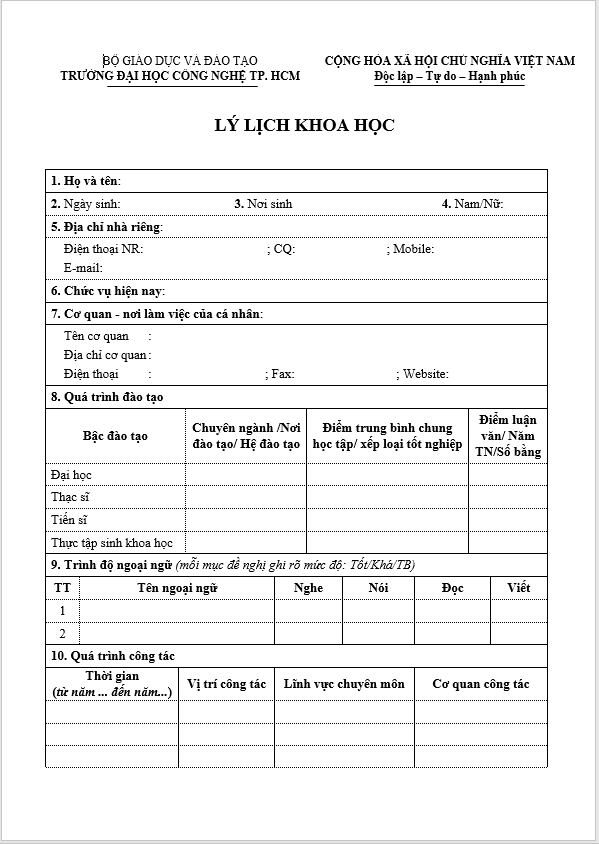 BỘ GIÁO DỤC VÀ ĐÀO TẠO
TRƯỜNG ĐẠI HỌC CÔNG NGHỆ TP. HCM
CỘNG HÒA XÃ HỘI CHỦ NGHĨA VIỆT NAM
Độc lập – Tự do – Hạnh phúc
LÝ LỊCH KHOA HỌC
1. Họ và tên:
2. Ngày sinh: 3. Nơi sinh 4. Nam/Nữ:
5. Địa chỉ nhà riêng:
Điện thoại NR: ; CQ: ; Mobile:
E-mail:
6. Chức vụ hiện nay:
7. Cơ quan - nơi làm việc của cá nhân:
Tên cơ quan :
Địa chỉ cơ quan :
Điện thoại : ; Fax: ; Website:
8. Quá trình đào tạo
Bậc đào tạo
Chuyên ngành /Nơi
đào tạo/ Hệ đào tạo
Điểm trung bình chung
học tập/ xếp loại tốt nghiệp
Điểm luận
văn/ Năm
TN/Số bằng
Đại học
Thạc sĩ
Tiến sĩ
Thực tập sinh khoa học
9. Trình độ ngoại ngữ (mỗi mục đề nghị ghi rõ mức độ: Tốt/Khá/TB)
TT Tên ngoại ngữ Nghe Nói Đọc Viết
1
2
10. Quá trình công tác
Thời gian
(từ năm ... đến năm...)
Vị trí công tác
Lĩnh vực chuyên môn
Cơ quan công tác